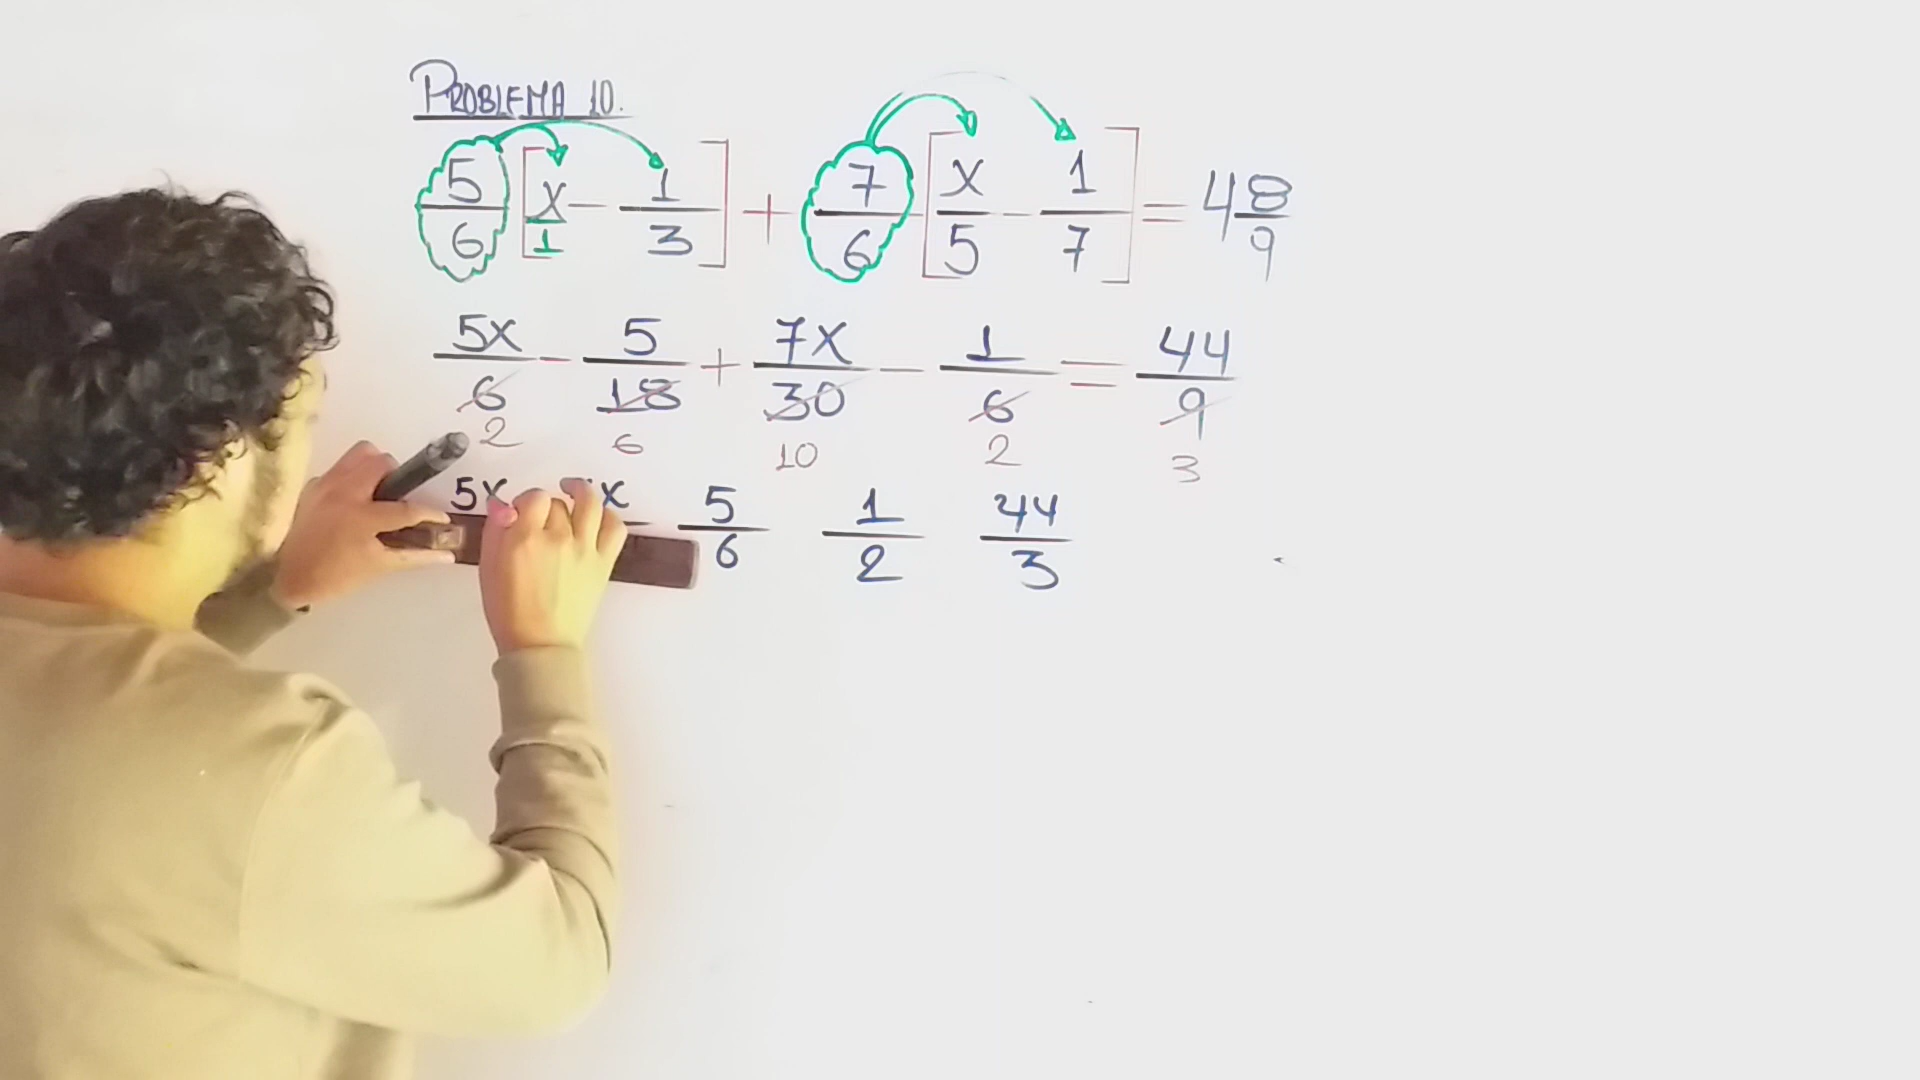 PROBLEMA 10.
5/6 [x/1 - 1/3] + 7/6 [x/5 - 1/7] = 4 8/9
5x/6 - 5/18 + 7x/30 - 1/6 = 44/9
2 6 10 2 3
5x x 5/6 1/2 44/3